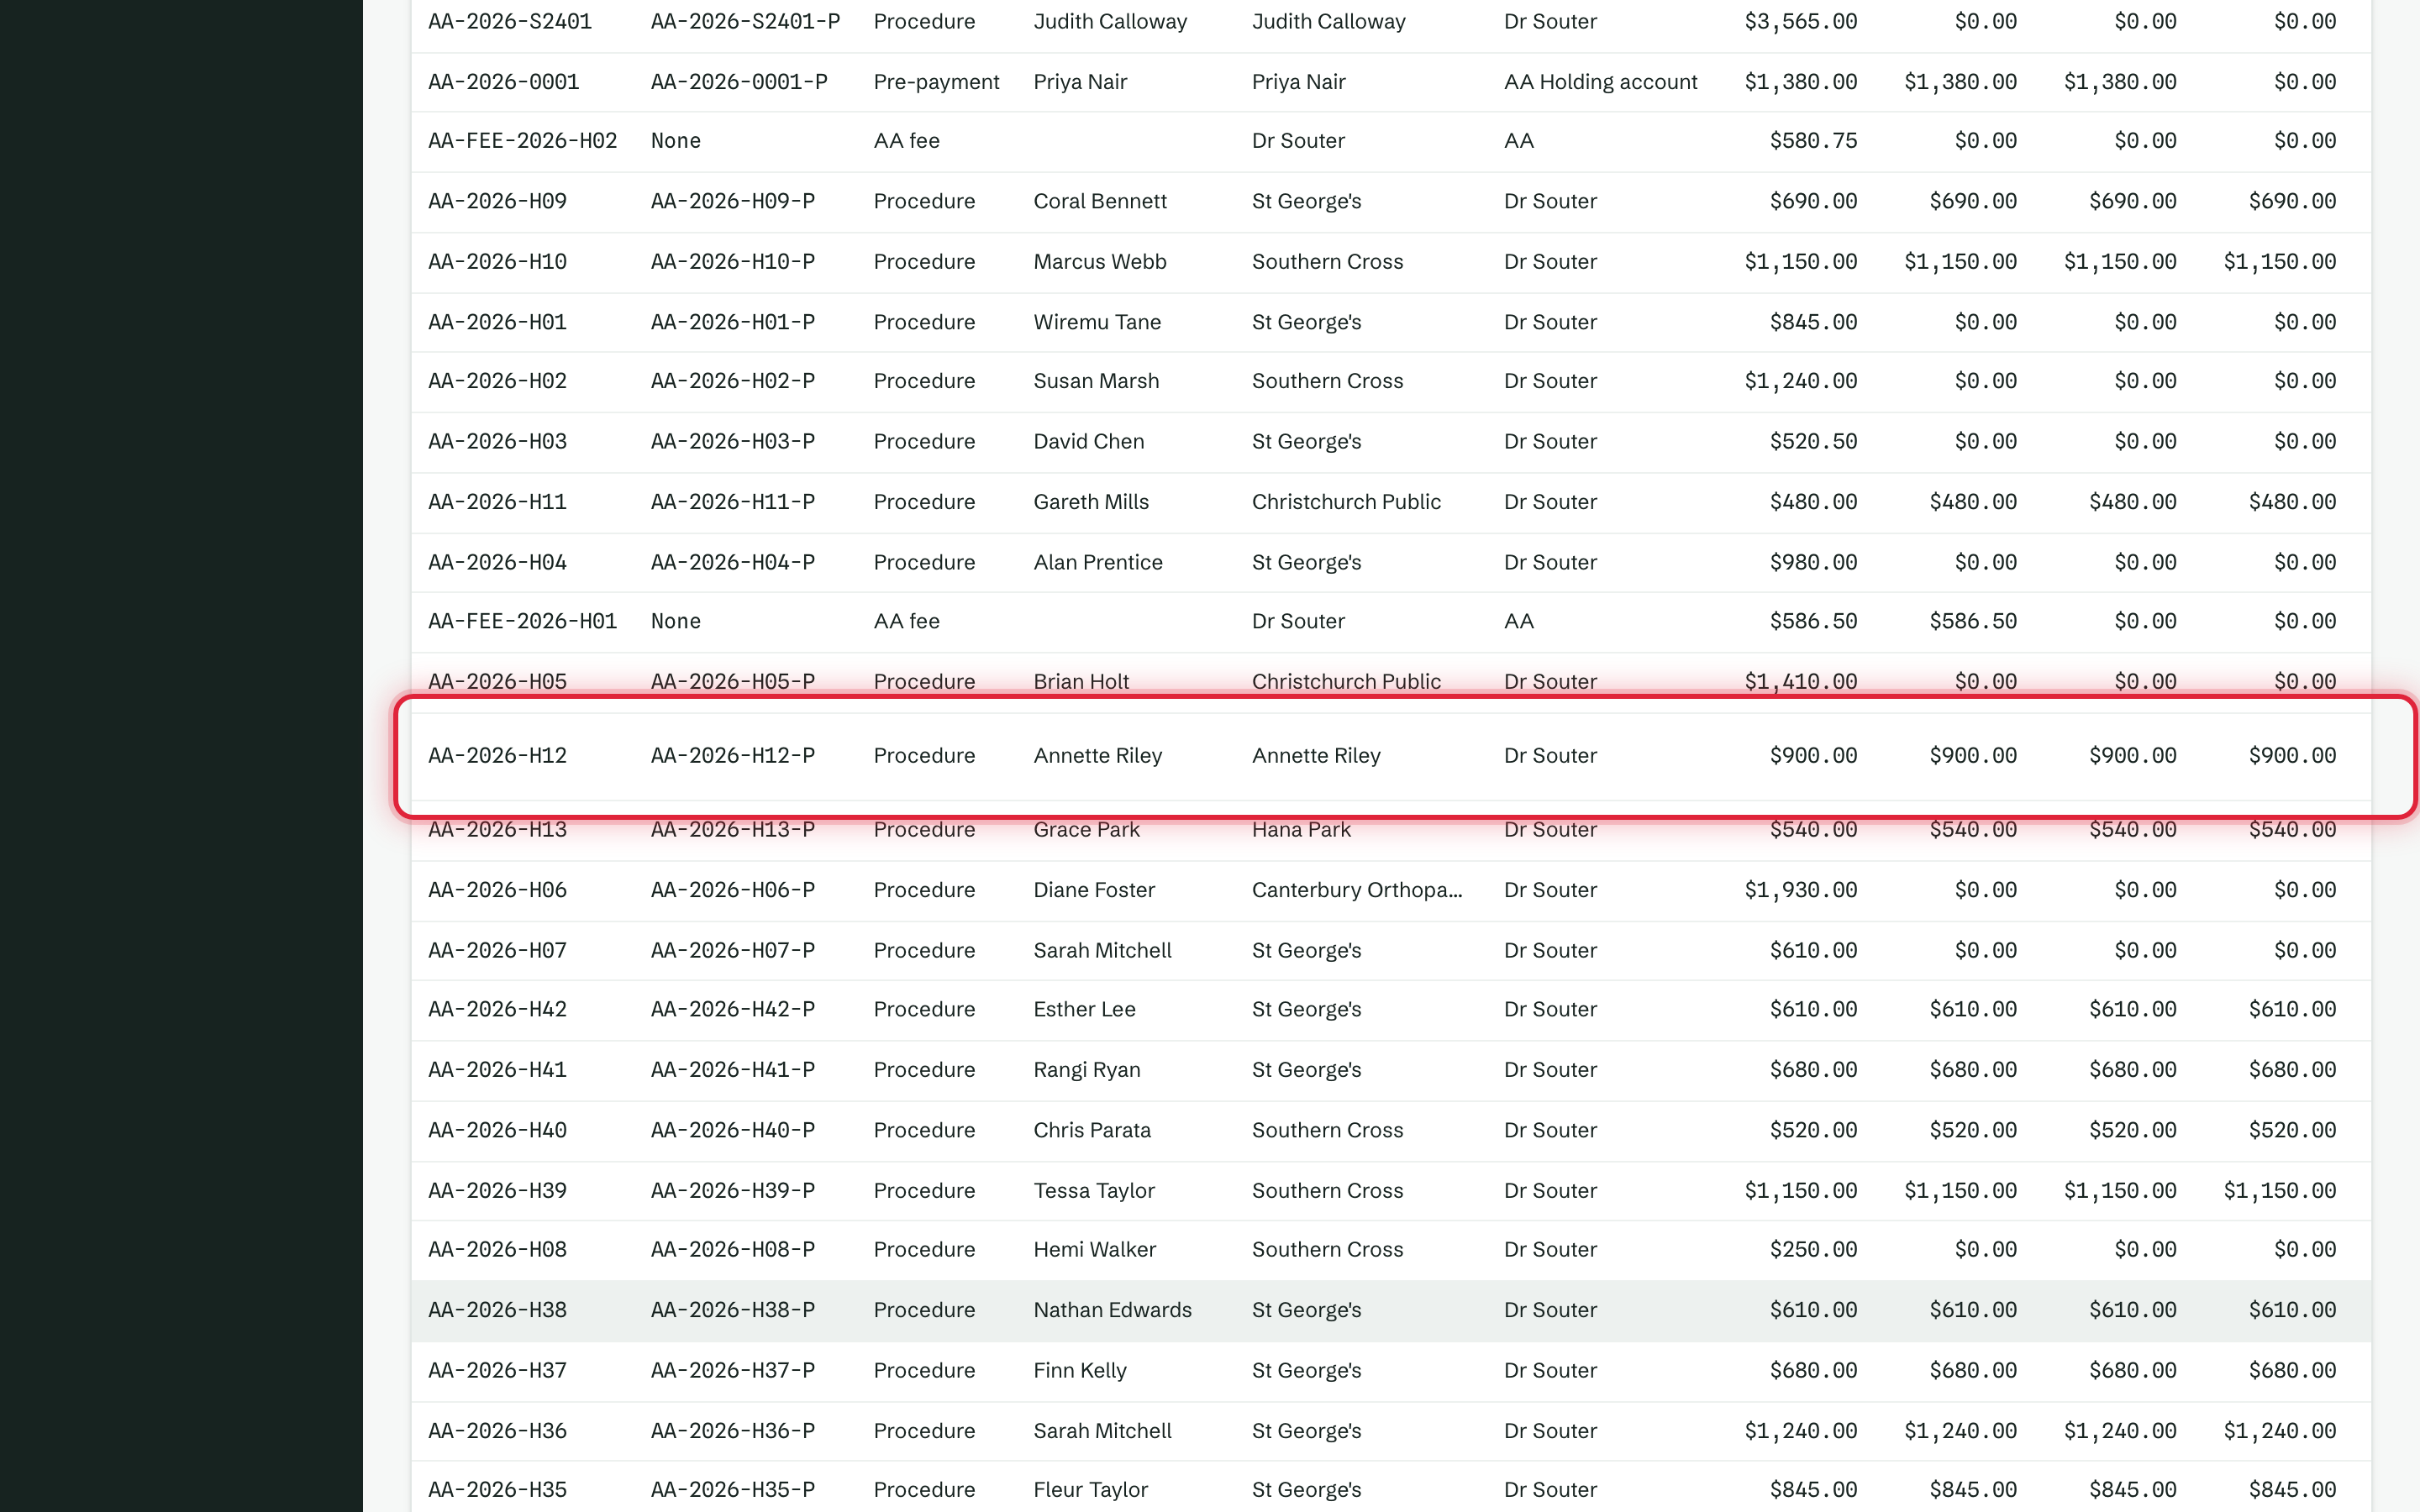 AA-2026-S2401 AA-2026-S2401-P Procedure Judith Calloway Judith Calloway Dr Souter $3,565.00 $0.00 $0.00 $0.00
AA-2026-0001 AA-2026-0001-P Pre-payment Priya Nair Priya Nair AA Holding account $1,380.00 $1,380.00 $1,380.00 $0.00
AA-FEE-2026-H02 None AA fee Dr Souter AA $580.75 $0.00 $0.00 $0.00
AA-2026-H09 AA-2026-H09-P Procedure Coral Bennett St George's Dr Souter $690.00 $690.00 $690.00 $690.00
AA-2026-H10 AA-2026-H10-P Procedure Marcus Webb Southern Cross Dr Souter $1,150.00 $1,150.00 $1,150.00 $1,150.00
AA-2026-H01 AA-2026-H01-P Procedure Wiremu Tane St George's Dr Souter $845.00 $0.00 $0.00 $0.00
AA-2026-H02 AA-2026-H02-P Procedure Susan Marsh Southern Cross Dr Souter $1,240.00 $0.00 $0.00 $0.00
AA-2026-H03 AA-2026-H03-P Procedure David Chen St George's Dr Souter $520.50 $0.00 $0.00 $0.00
AA-2026-H11 AA-2026-H11-P Procedure Gareth Mills Christchurch Public Dr Souter $480.00 $480.00 $480.00 $480.00
AA-2026-H04 AA-2026-H04-P Procedure Alan Prentice St George's Dr Souter $980.00 $0.00 $0.00 $0.00
AA-FEE-2026-H01 None AA fee Dr Souter AA $586.50 $586.50 $0.00 $0.00
AA-2026-H05 AA-2026-H05-P Procedure Brian Holt Christchurch Public Dr Souter $1,410.00 $0.00 $0.00 $0.00
AA-2026-H12 AA-2026-H12-P Procedure Annette Riley Annette Riley Dr Souter $900.00 $900.00 $900.00 $900.00
AA-2026-H13 AA-2026-H13-P Procedure Grace Park Hana Park Dr Souter $540.00 $540.00 $540.00 $540.00
AA-2026-H06 AA-2026-H06-P Procedure Diane Foster Canterbury Orthopa... Dr Souter $1,930.00 $0.00 $0.00 $0.00
AA-2026-H07 AA-2026-H07-P Procedure Sarah Mitchell St George's Dr Souter $610.00 $0.00 $0.00 $0.00
AA-2026-H42 AA-2026-H42-P Procedure Esther Lee St George's Dr Souter $610.00 $610.00 $610.00 $610.00
AA-2026-H41 AA-2026-H41-P Procedure Rangi Ryan St George's Dr Souter $680.00 $680.00 $680.00 $680.00
AA-2026-H40 AA-2026-H40-P Procedure Chris Parata Southern Cross Dr Souter $520.00 $520.00 $520.00 $520.00
AA-2026-H39 AA-2026-H39-P Procedure Tessa Taylor Southern Cross Dr Souter $1,150.00 $1,150.00 $1,150.00 $1,150.00
AA-2026-H08 AA-2026-H08-P Procedure Hemi Walker Southern Cross Dr Souter $250.00 $0.00 $0.00 $0.00
AA-2026-H38 AA-2026-H38-P Procedure Nathan Edwards St George's Dr Souter $610.00 $610.00 $610.00 $610.00
AA-2026-H37 AA-2026-H37-P Procedure Finn Kelly St George's Dr Souter $680.00 $680.00 $680.00 $680.00
AA-2026-H36 AA-2026-H36-P Procedure Sarah Mitchell St George's Dr Souter $1,240.00 $1,240.00 $1,240.00 $1,240.00
AA-2026-H35 AA-2026-H35-P Procedure Fleur Taylor St George's Dr Souter $845.00 $845.00 $845.00 $845.00